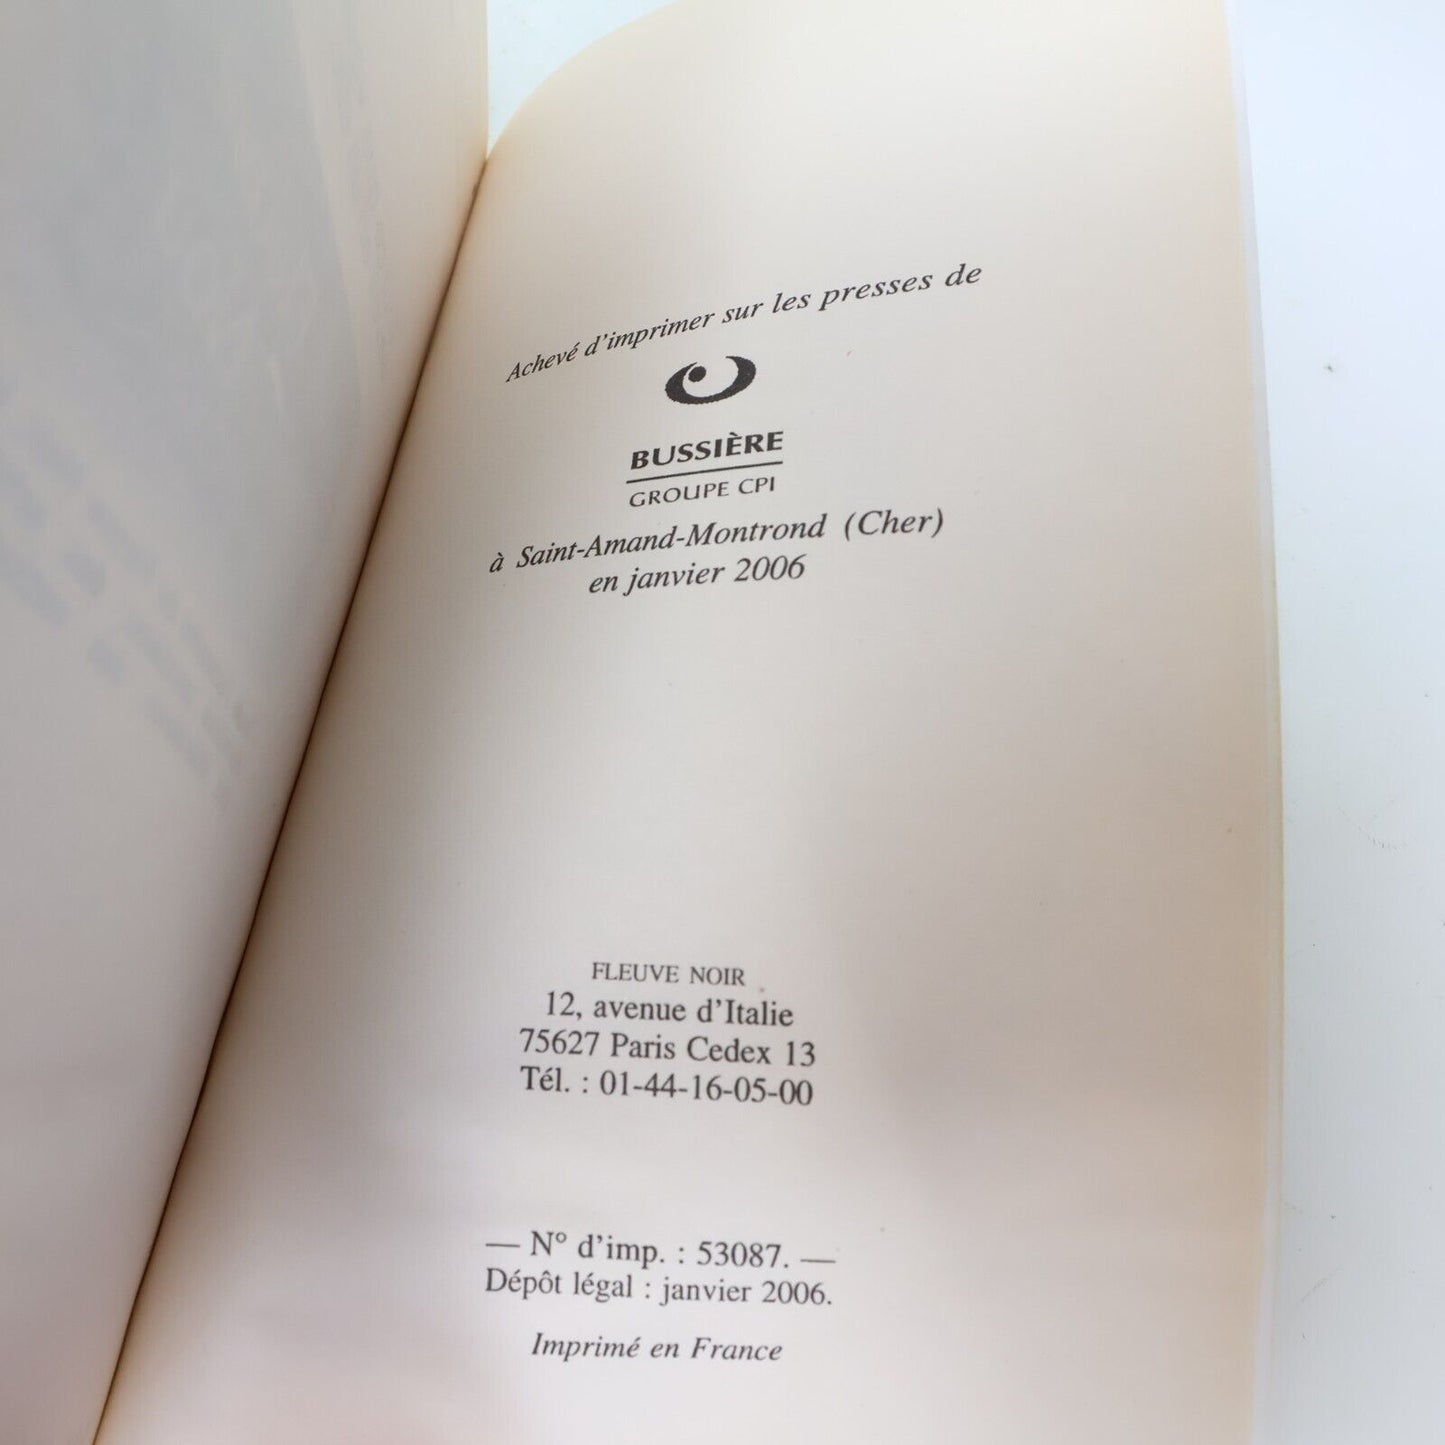 Achevé d'imprimer sur les presses de
BUSSIÈRE
GROUPE CPI
à Saint-Amand-Montrond (Cher)
en janvier 2006
FLEUVE NOIR
12, avenue d'Italie
75627 Paris Cedex 13
Tél. : 01-44-16-05-00
— N° d'imp. : 53087. —
Dépôt légal : janvier 2006.
Imprimé en France